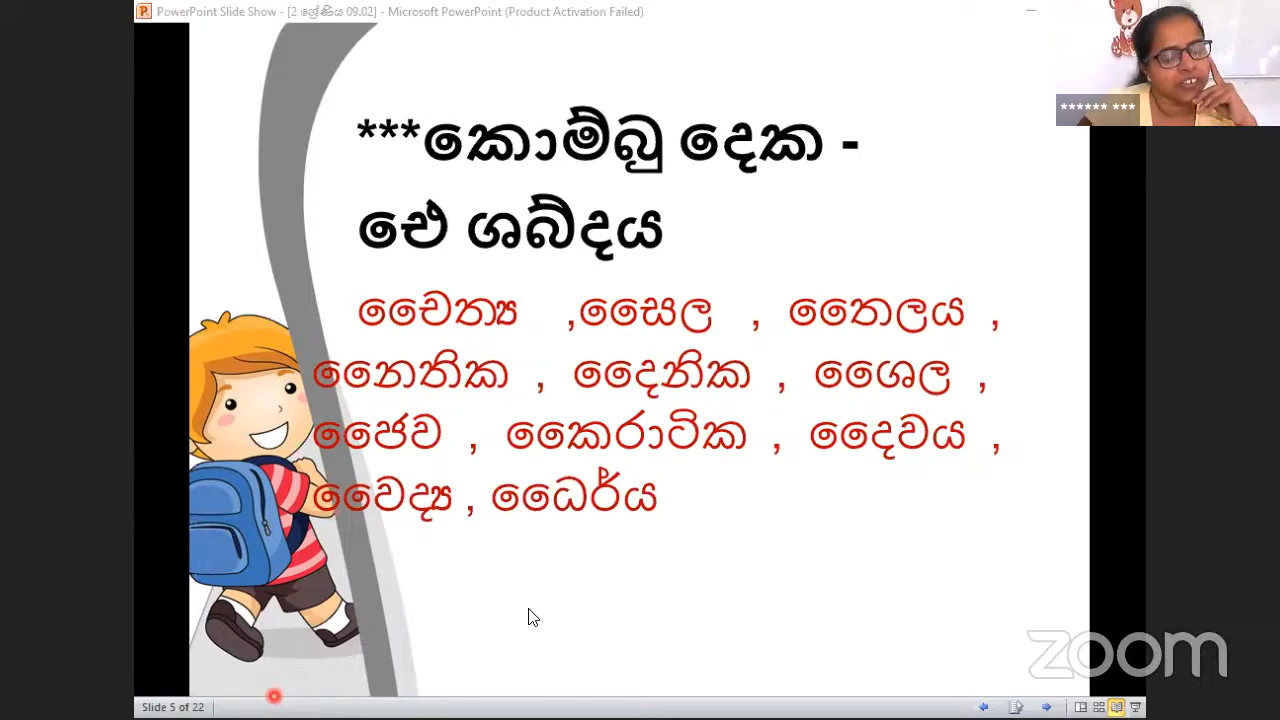 PowerPoint Slide Show - [2 ශ්‍රේණිය 09.02] - Microsoft PowerPoint (Product Activation Failed)
****** ***
***කොම්බු දෙක -
ඓ ශබ්දය
චෛත්‍ය ,සෛල , තෛලය ,
නෛතික , දෛනික , ශෛල ,
ජෛව , කෛරාටික , දෛවය ,
වෛද්‍ය , ධෛර්ය
zoom
Slide 5 of 22